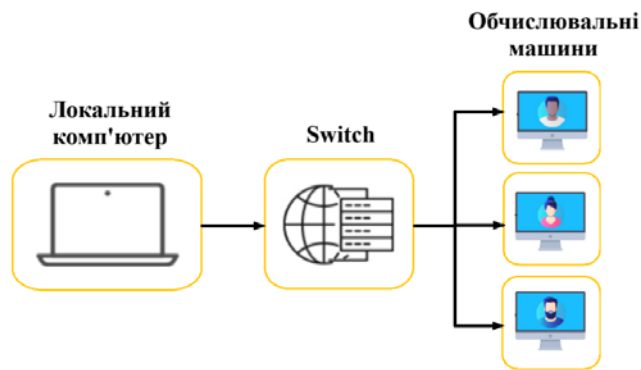 Обчислювальні
машини
Локальний
комп'ютер
Switch